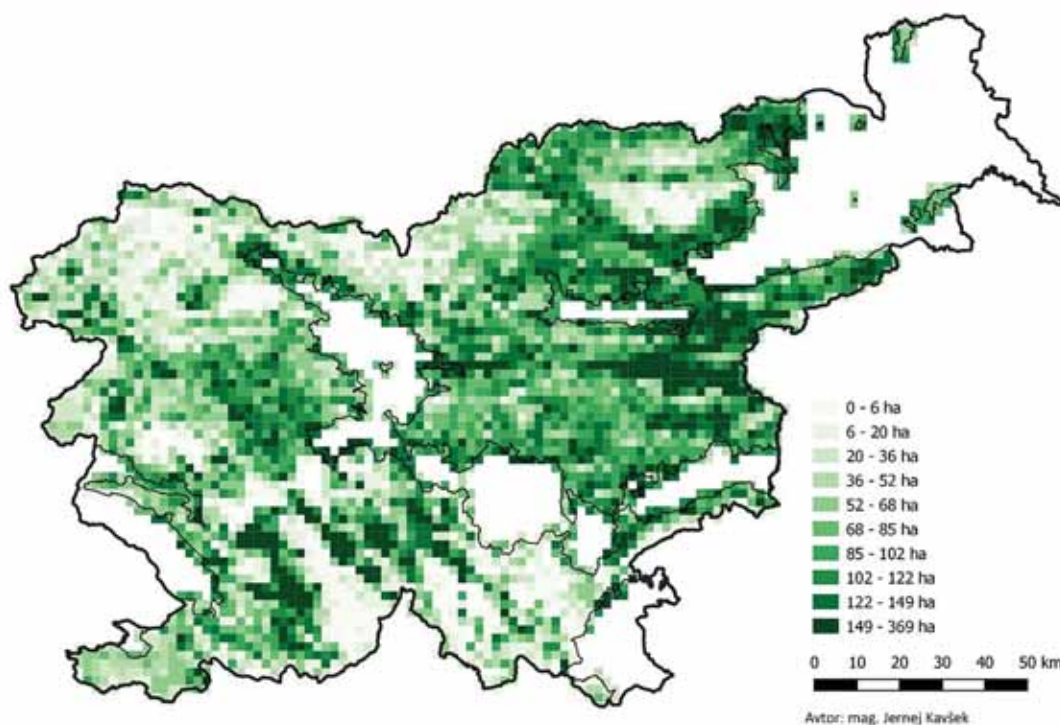 0 - 6 ha
6 - 20 ha
20 - 36 ha
36 - 52 ha
52 - 68 ha
68 - 85 ha
85 - 102 ha
102 - 122 ha
122 - 149 ha
149 - 369 ha
0 10 20 30 40 50 km
Avtor: mag. Jernej Kavšek